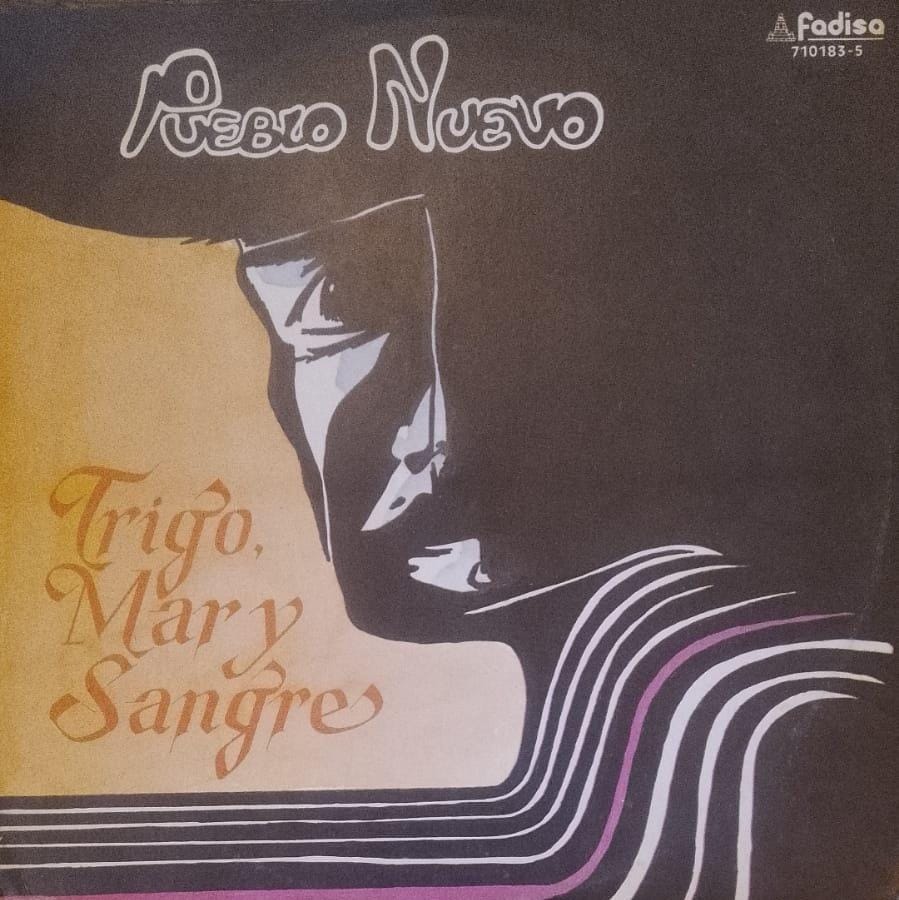 fadisa
710183-5
PUEBLO NUEVO
Trigo,
Mar y
Sangre